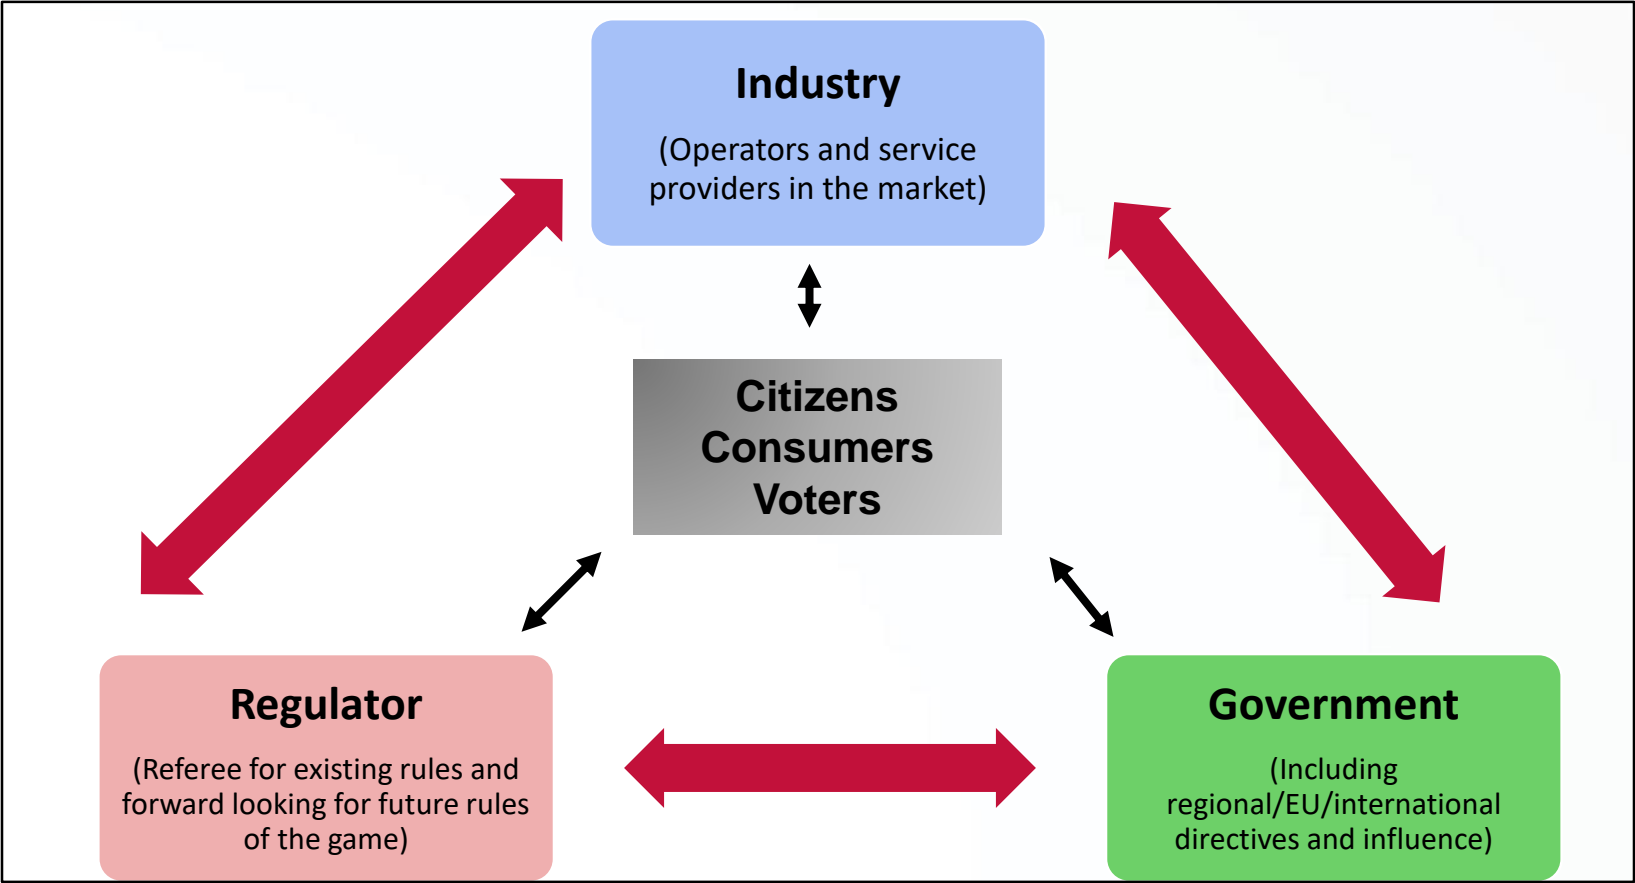 Industry
(Operators and service
providers in the market)
Citizens
Consumers
Voters
Regulator
(Referee for existing rules and
forward looking for future rules
of the game)
Government
(Including
regional/EU/international
directives and influence)